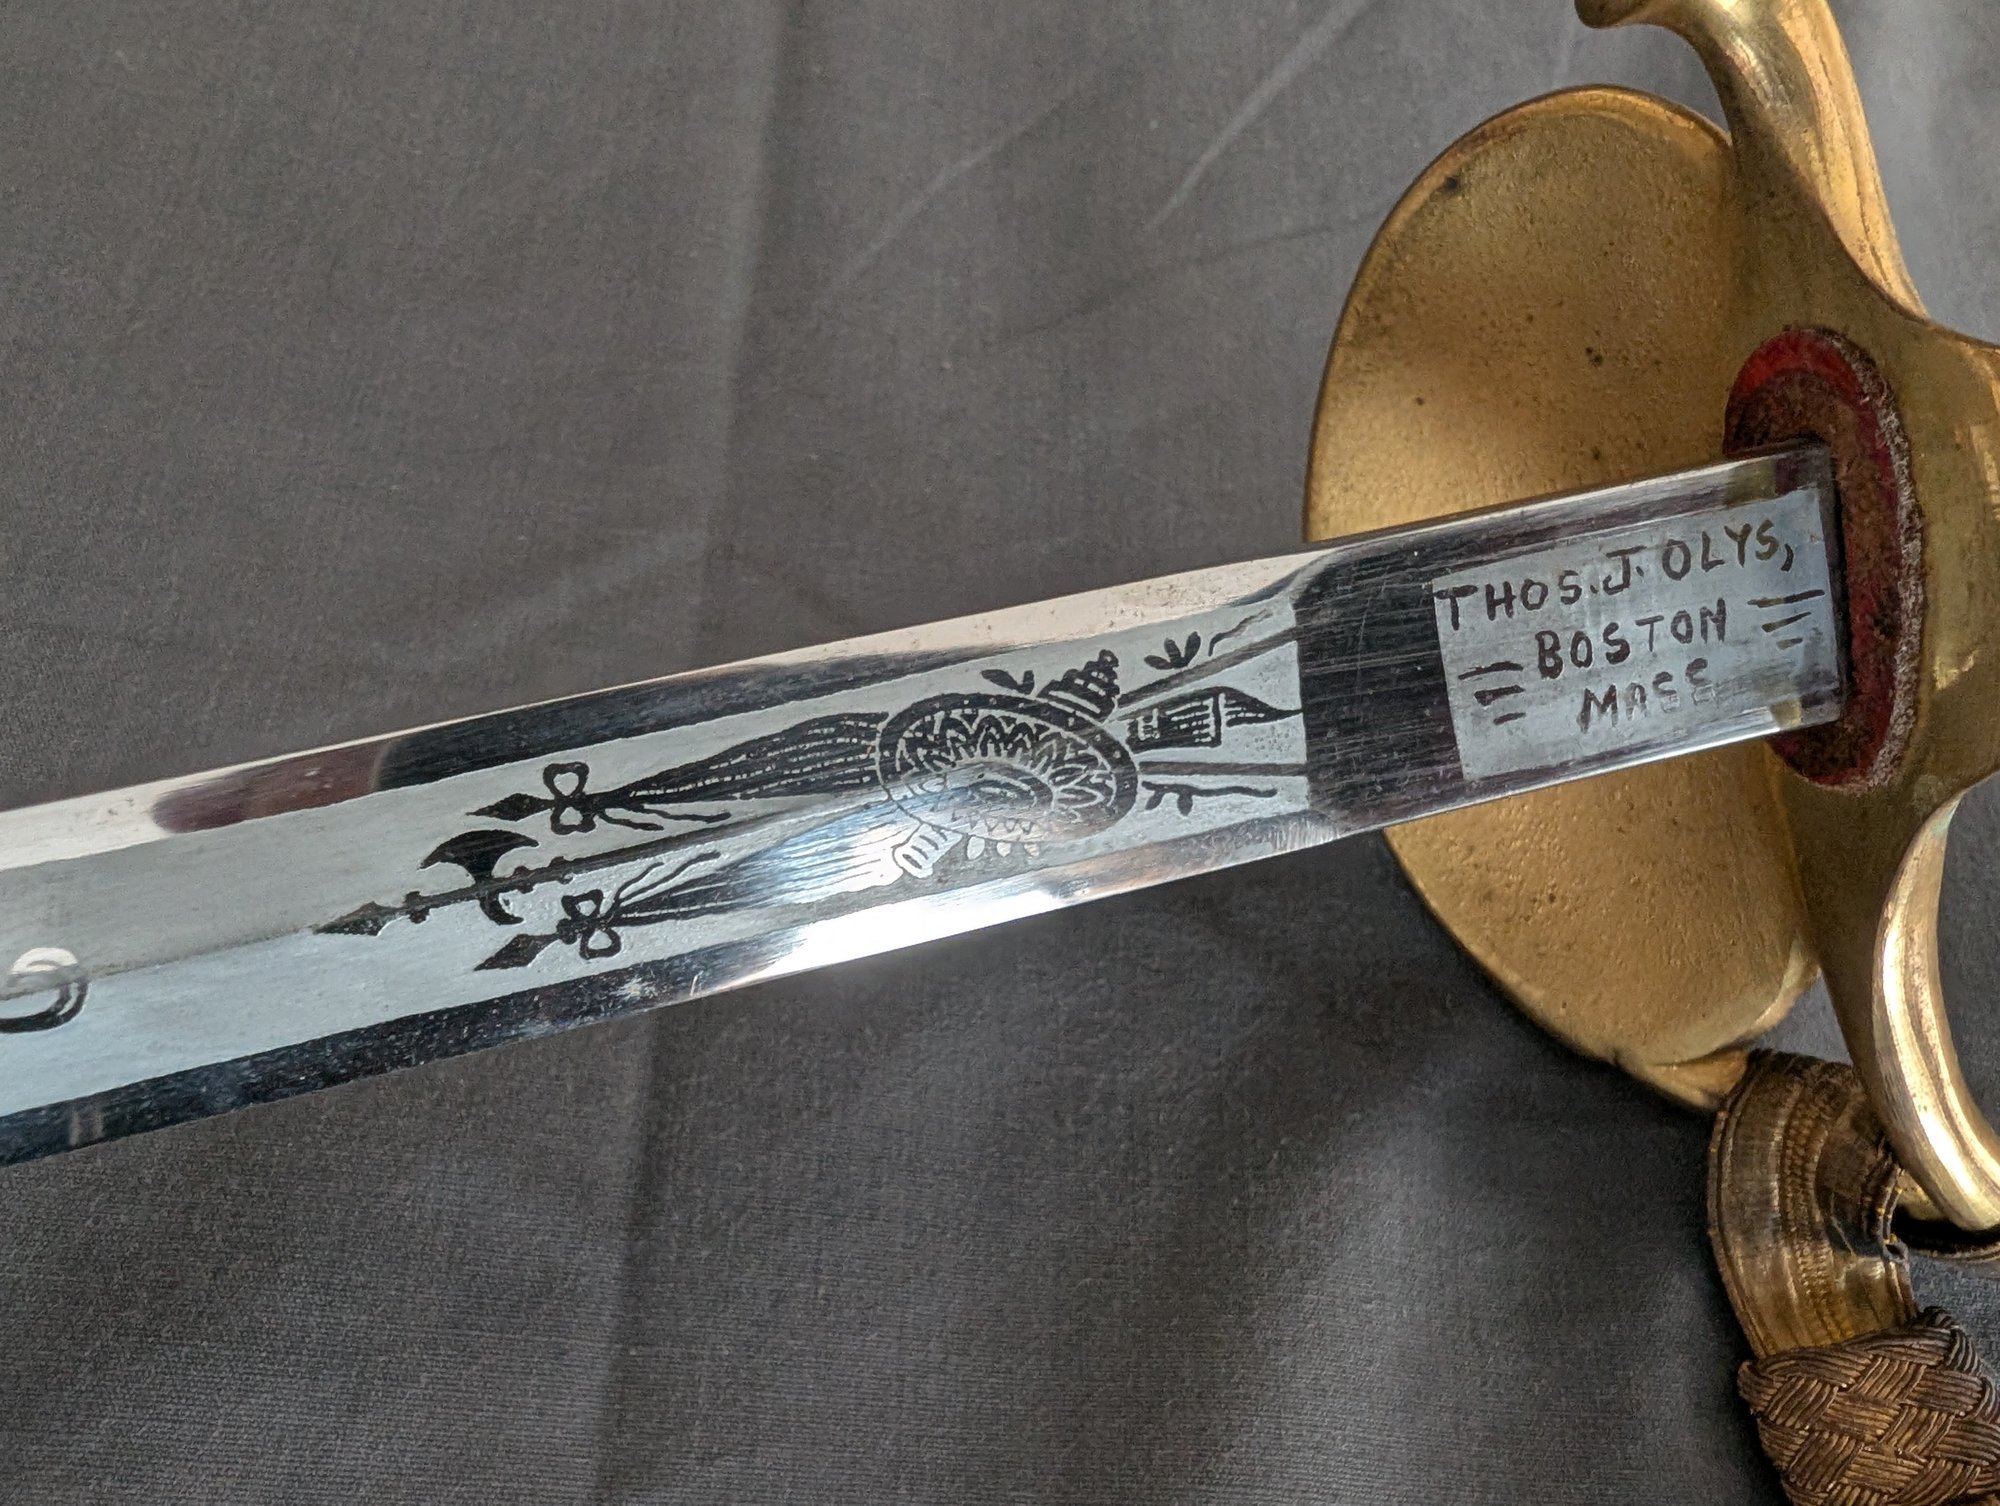 THOS. J. OLYS,
BOSTON
MASS